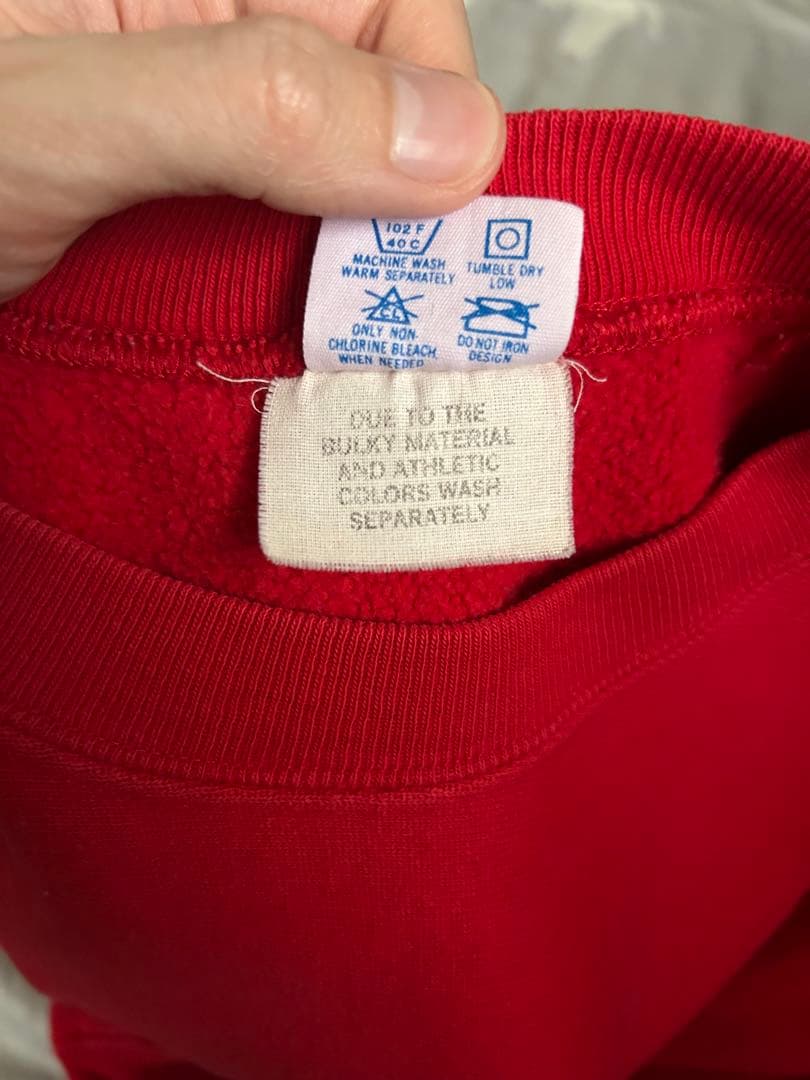 102 F
40 C
MACHINE WASH
WARM SEPARATELY
TUMBLE DRY
LOW
CL
ONLY NON-
CHLORINE BLEACH
WHEN NEEDED
DO NOT IRON
DESIGN
DUE TO THE
BULKY MATERIAL
AND ATHLETIC
COLORS WASH
SEPARATELY